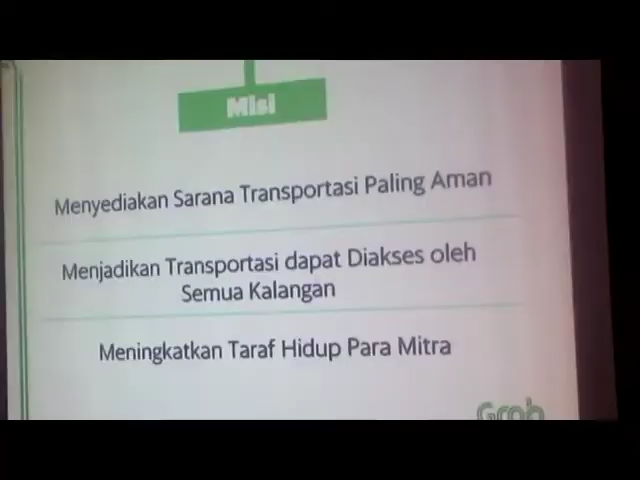 Misi
Menyediakan Sarana Transportasi Paling Aman
Menjadikan Transportasi dapat Diakses oleh
Semua Kalangan
Meningkatkan Taraf Hidup Para Mitra
Grab